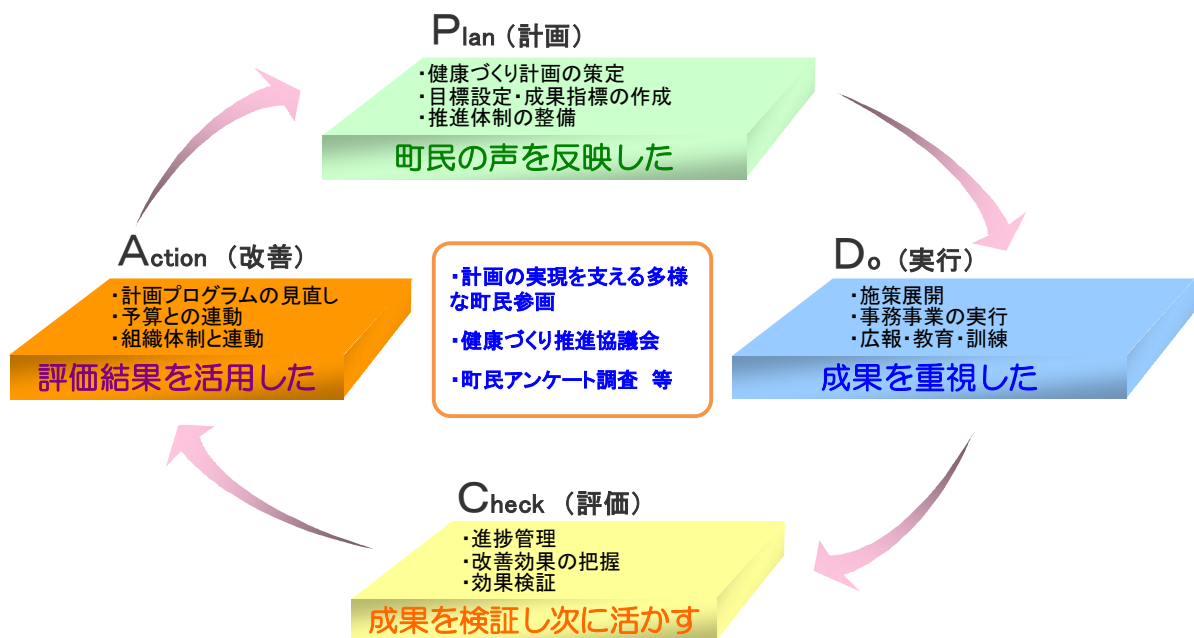 Plan（計画）
・健康づくり計画の策定
・目標設定・成果指標の作成
・推進体制の整備
町民の声を反映した
Action （改善）
・計画プログラムの見直し
・予算との連動
・組織体制と連動
評価結果を活用した
・計画の実現を支える多様
な町民参画
・健康づくり推進協議会
・町民アンケート調査　等
Do （実行）
・施策展開
・事務事業の実行
・広報・教育・訓練
成果を重視した
Check （評価）
・進捗管理
・改善効果の把握
・効果検証
成果を検証し次に活かす